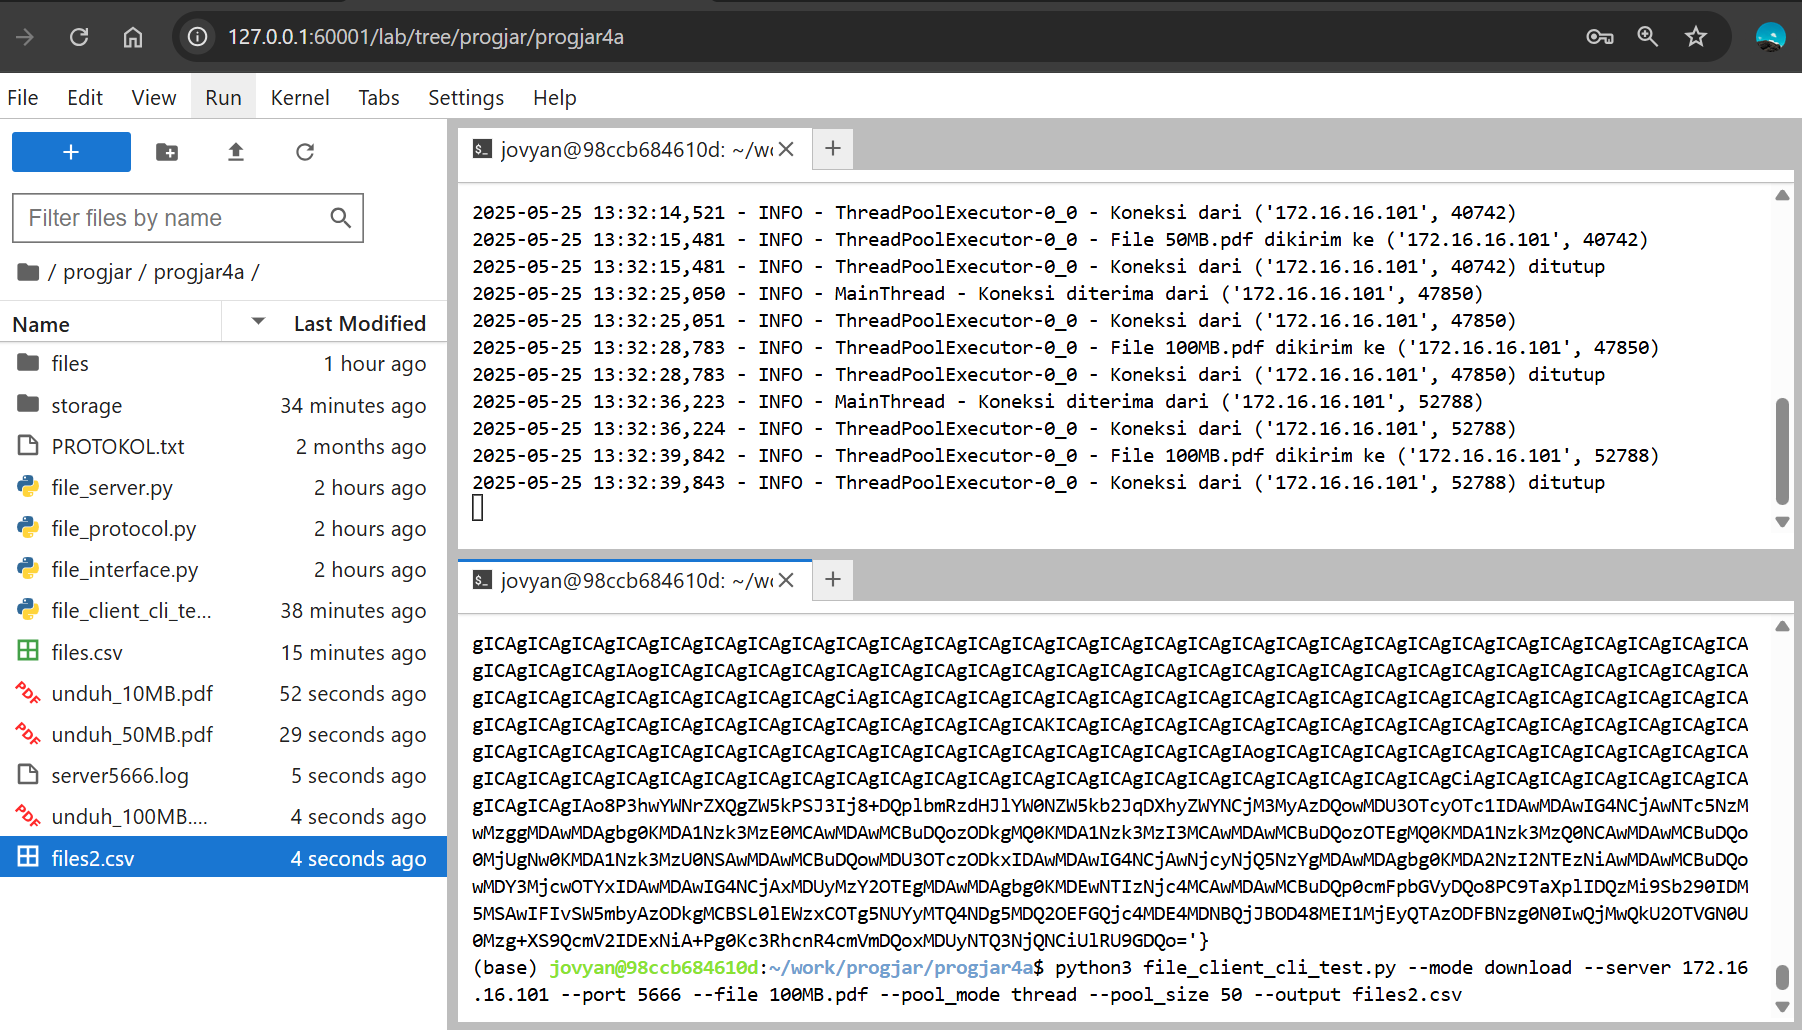 127.0.0.1:60001/lab/tree/progjar/progjar4a
File Edit View Run Kernel Tabs Settings Help
+
Filter files by name
/ progjar / progjar4a /
Name Last Modified
files 1 hour ago
storage 34 minutes ago
PROTOKOL.txt 2 months ago
file_server.py 2 hours ago
file_protocol.py 2 hours ago
file_interface.py 2 hours ago
file_client_cli_te... 38 minutes ago
files.csv 15 minutes ago
PDF unduh_10MB.pdf 52 seconds ago
PDF unduh_50MB.pdf 29 seconds ago
server5666.log 5 seconds ago
PDF unduh_100MB.... 4 seconds ago
files2.csv 4 seconds ago
$_ jovyan@98ccb684610d: ~/wo
2025-05-25 13:32:14,521 - INFO - ThreadPoolExecutor-0_0 - Koneksi dari ('172.16.16.101', 40742)
2025-05-25 13:32:15,481 - INFO - ThreadPoolExecutor-0_0 - File 50MB.pdf dikirim ke ('172.16.16.101', 40742)
2025-05-25 13:32:15,481 - INFO - ThreadPoolExecutor-0_0 - Koneksi dari ('172.16.16.101', 40742) ditutup
2025-05-25 13:32:25,050 - INFO - MainThread - Koneksi diterima dari ('172.16.16.101', 47850)
2025-05-25 13:32:25,051 - INFO - ThreadPoolExecutor-0_0 - Koneksi dari ('172.16.16.101', 47850)
2025-05-25 13:32:28,783 - INFO - ThreadPoolExecutor-0_0 - File 100MB.pdf dikirim ke ('172.16.16.101', 47850)
2025-05-25 13:32:28,783 - INFO - ThreadPoolExecutor-0_0 - Koneksi dari ('172.16.16.101', 47850) ditutup
2025-05-25 13:32:36,223 - INFO - MainThread - Koneksi diterima dari ('172.16.16.101', 52788)
2025-05-25 13:32:36,224 - INFO - ThreadPoolExecutor-0_0 - Koneksi dari ('172.16.16.101', 52788)
2025-05-25 13:32:39,842 - INFO - ThreadPoolExecutor-0_0 - File 100MB.pdf dikirim ke ('172.16.16.101', 52788)
2025-05-25 13:32:39,843 - INFO - ThreadPoolExecutor-0_0 - Koneksi dari ('172.16.16.101', 52788) ditutup
$_ jovyan@98ccb684610d: ~/wo
gICAgICAgICAgICAgICAgICAgICAgICAgICAgICAgICAgICAgICAgICAgICAgICAgICAgICAgICAgICAgICAgICAgICAgICAgICAgICAgICAgICAgICA
gICAgICAgICAgIAogICAgICAgICAgICAgICAgICAgICAgICAgICAgICAgICAgICAgICAgICAgICAgICAgICAgICAgICAgICAgICAgICAgICAgICAgICA
gICAgICAgICAgICAgICAgICAgICAgICAgCiAgICAgICAgICAgICAgICAgICAgICAgICAgICAgICAgICAgICAgICAgICAgICAgICAgICAgICAgICAgICA
gICAgICAgICAgICAgICAgICAgICAgICAgICAgICAgICAgICAgICAKICAgICAgICAgICAgICAgICAgICAgICAgICAgICAgICAgICAgICAgICAgICAgICA
gICAgICAgICAgICAgICAgICAgICAgICAgICAgICAgICAgICAgICAgICAgICAgICAgICAgIAogICAgICAgICAgICAgICAgICAgICAgICAgICAgICAgICA
gICAgICAgICAgICAgICAgICAgICAgICAgICAgICAgICAgICAgICAgICAgICAgICAgICAgICAgICAgICAgICAgICAgCiAgICAgICAgICAgICAgICAgICA
gICAgICAgIAo8P3hwYWNrZXQgZW5kPSJ3Ij8+DQplbmRzdHJlYW0NZW5kb2JqDXhyZWYNCjM3MyAzDQowMDU3OTcyOTc1IDAwMDAwIG4NCjAwNTc5NzM
wMzggMDAwMDAgbg0KMDA1Nzk3MzE0MCAwMDAwMCBuDQozODkgMQ0KMDA1Nzk3MzI3MCAwMDAwMCBuDQozOTEgMQ0KMDA1Nzk3MzQ0NCAwMDAwMCBuDQo
0MjUgNw0KMDA1Nzk3MzU0NSAwMDAwMCBuDQowMDU3OTczODkxIDAwMDAwIG4NCjAwNjcyNjQ5NzYgMDAwMDAgbg0KMDA2NzI2NTEzNiAwMDAwMCBuDQo
wMDY3MjcwOTYxIDAwMDAwIG4NCjAxMDUyMzY2OTEgMDAwMDAgbg0KMDEwNTIzNjc4MCAwMDAwMCBuDQp0cmFpbGVyDQo8PC9TaXplIDQzMi9Sb290IDM
5MSAwIFIvSW5mbyAzODkgMCBSL0lEWzxCOTg5NUYyMTQ4NDg5MDQ2OEFGQjc4MDE4MDNBQjJBOD48MEI1MjEyQTAzODFBNzg0N0IwQjMwQkU2OTVGN0U
0Mzg+XS9QcmV2IDExNiA+Pg0Kc3RhcnR4cmVmDQoxMDUyNTQ3NjQNCiUlRU9GDQo='}
(base) jovyan@98ccb684610d:~/work/progjar/progjar4a$ python3 file_client_cli_test.py --mode download --server 172.16
.16.101 --port 5666 --file 100MB.pdf --pool_mode thread --pool_size 50 --output files2.csv